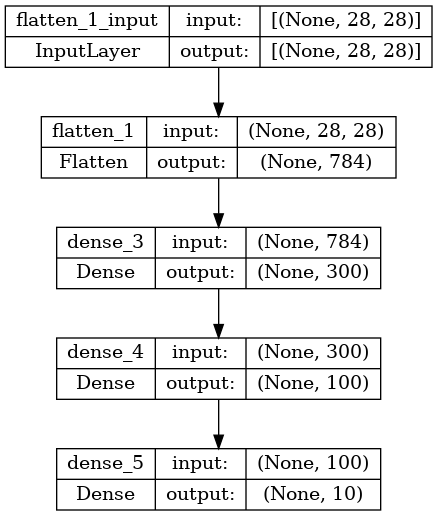 flatten_1_input input: [(None, 28, 28)]
InputLayer output: [(None, 28, 28)]
flatten_1 input: (None, 28, 28)
Flatten output: (None, 784)
dense_3 input: (None, 784)
Dense output: (None, 300)
dense_4 input: (None, 300)
Dense output: (None, 100)
dense_5 input: (None, 100)
Dense output: (None, 10)